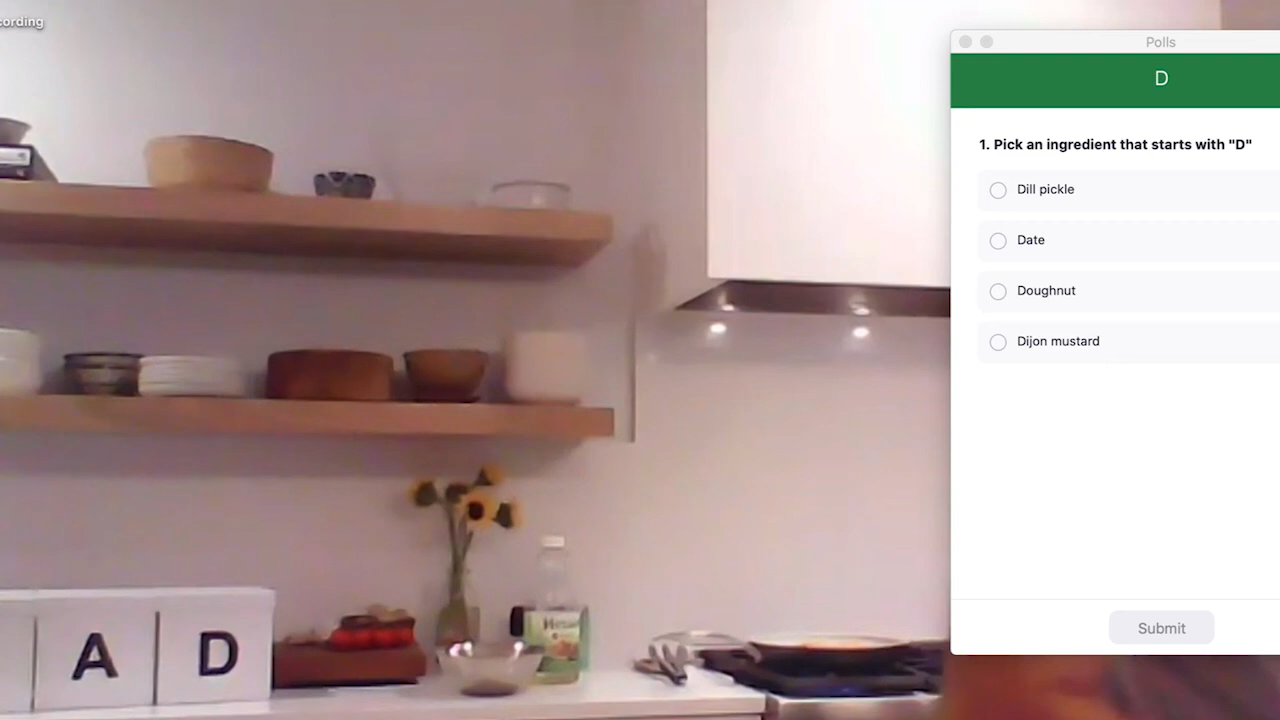 cording
Polls
D
1. Pick an ingredient that starts with "D"
Dill pickle
Date
Doughnut
Dijon mustard
Submit
A D